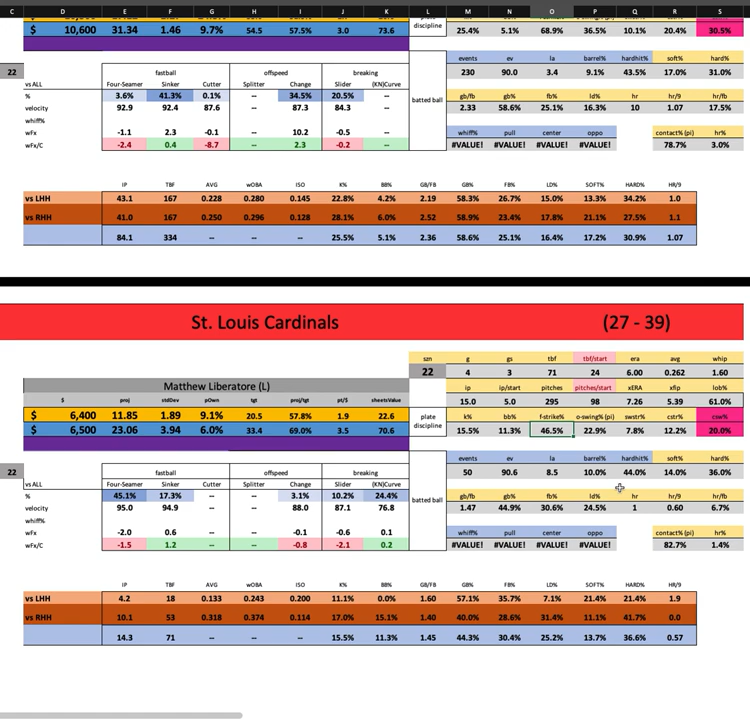 C D E F G H I J K L M N O P Q R S
$ 10,600 31.34 1.46 9.7% 54.5 57.5% 3.0 73.6
plate discipline
25.4% 5.1% 68.9% 36.5% 10.1% 20.4% 30.5%
events ev la barrel% hardhit% soft% hard%
230 90.0 3.4 9.1% 43.5% 17.0% 31.0%
22 fastball offspeed breaking
vs ALL Four-Seamer Sinker Cutter Splitter Change Slider (KN)Curve
% 3.6% 41.3% 0.1% -- 34.5% 20.5% --
velocity 92.9 92.4 87.6 -- 87.3 84.3 --
whiff%
wFx -1.1 2.3 -0.1 -- 10.2 -0.5 --
wFx/C -2.4 0.4 -8.7 -- 2.3 -0.2 --
batted ball
gb/fb gb% fb% ld% hr hr/9 hr/fb
2.33 58.6% 25.1% 16.3% 10 1.07 17.5%
whiff% pull center oppo contact% (pi) hr%
#VALUE! #VALUE! #VALUE! #VALUE! 78.7% 3.0%
IP TBF AVG wOBA ISO K% BB% GB/FB GB% FB% LD% SOFT% HARD% HR/9
vs LHH 43.1 167 0.228 0.280 0.145 22.8% 4.2% 2.19 58.3% 26.7% 15.0% 13.3% 34.2% 1.0
vs RHH 41.0 167 0.250 0.296 0.128 28.1% 6.0% 2.52 58.9% 23.4% 17.8% 21.1% 27.5% 1.1
84.1 334 -- -- -- 25.5% 5.1% 2.36 58.6% 25.1% 16.4% 17.2% 30.9% 1.07
St. Louis Cardinals (27 - 39)
szn g gs tbf tbf/start era avg whip
22 4 3 71 24 6.00 0.262 1.60
Matthew Liberatore (L)
ip ip/start pitches pitches/start xERA xfip lob%
15.0 5.0 295 98 7.26 5.39 61.0%
$ proj stdDev pOwn tgt proj/tgt pt/$ sheetsValue
$ 6,400 11.85 1.89 9.1% 20.5 57.8% 1.9 22.6
$ 6,500 23.06 3.94 6.0% 33.4 69.0% 3.5 70.6
plate discipline
k% bb% f-strike% o-swing% (pi) swstr% cstr% csw%
15.5% 11.3% 46.5% 22.9% 7.8% 12.2% 20.0%
events ev la barrel% hardhit% soft% hard%
50 90.6 8.5 10.0% 44.0% 14.0% 36.0%
22 fastball offspeed breaking
vs ALL Four-Seamer Sinker Cutter Splitter Change Slider (KN)Curve
% 45.1% 17.3% -- -- 3.1% 10.2% 24.4%
velocity 95.0 94.9 -- -- 88.0 87.1 76.8
whiff%
wFx -2.0 0.6 -- -- -0.1 -0.6 0.1
wFx/C -1.5 1.2 -- -- -0.8 -2.1 0.2
batted ball
gb/fb gb% fb% ld% hr hr/9 hr/fb
1.47 44.9% 30.6% 24.5% 1 0.60 6.7%
whiff% pull center oppo contact% (pi) hr%
#VALUE! #VALUE! #VALUE! #VALUE! 82.7% 1.4%
IP TBF AVG wOBA ISO K% BB% GB/FB GB% FB% LD% SOFT% HARD% HR/9
vs LHH 4.2 18 0.133 0.243 0.200 11.1% 0.0% 1.60 57.1% 35.7% 7.1% 21.4% 21.4% 1.9
vs RHH 10.1 53 0.318 0.374 0.114 17.0% 15.1% 1.40 40.0% 28.6% 31.4% 11.1% 41.7% 0.0
14.3 71 -- -- -- 15.5% 11.3% 1.45 44.3% 30.4% 25.2% 13.7% 36.6% 0.57